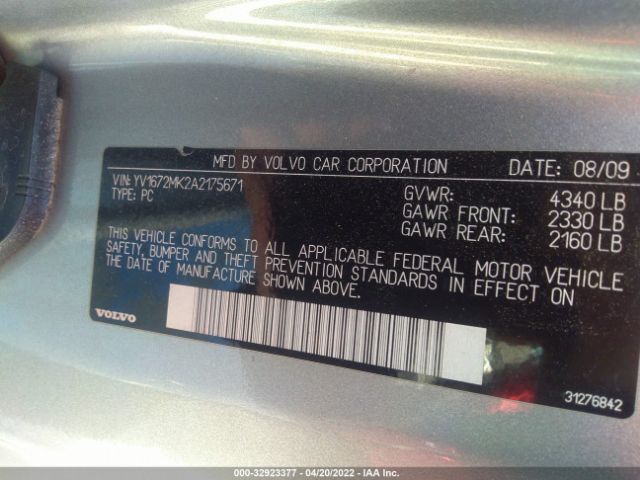 MFD BY VOLVO CAR CORPORATION DATE: 08/09
VIN: YV1672MK2A2175671
TYPE: PC
GVWR: 4340 LB
GAWR FRONT: 2330 LB
GAWR REAR: 2160 LB
THIS VEHICLE CONFORMS TO ALL APPLICABLE FEDERAL MOTOR VEHICLE
SAFETY, BUMPER AND THEFT PREVENTION STANDARDS IN EFFECT ON
THE DATE OF MANUFACTURE SHOWN ABOVE.
VOLVO
31276842
000-32923377 - 04/20/2022 - IAAI.COM